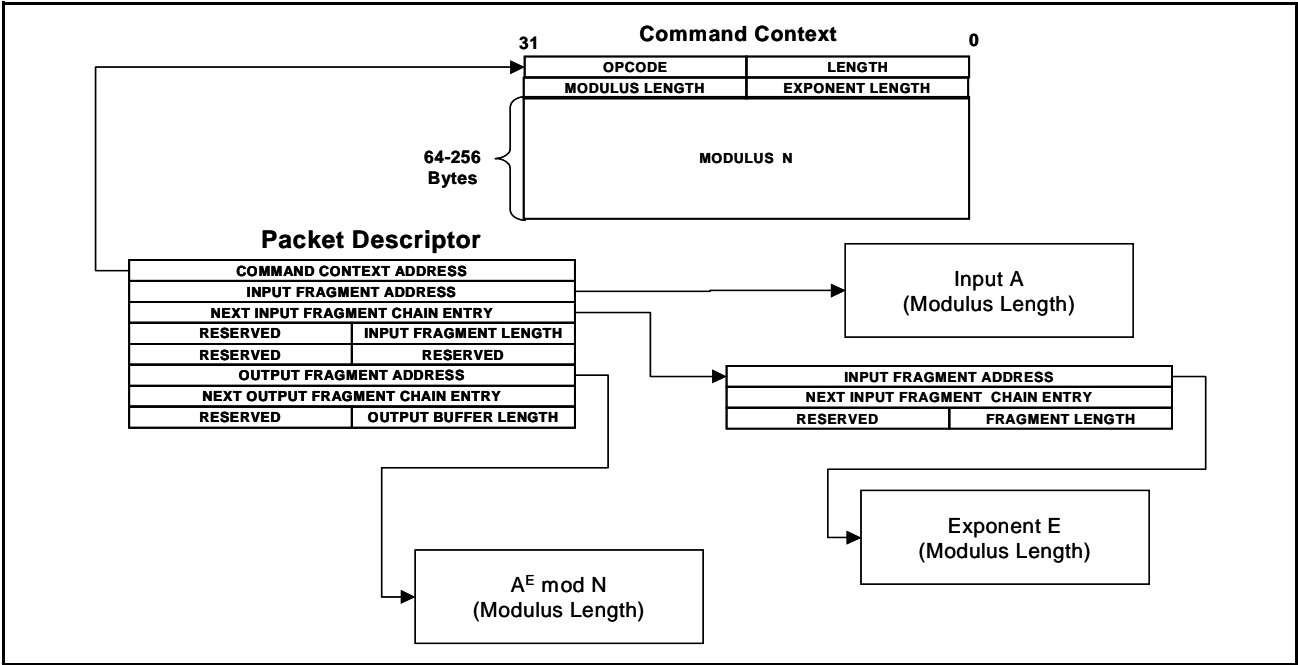 Command Context
31
0
OPCODE LENGTH
MODULUS LENGTH EXPONENT LENGTH
64-256
Bytes
MODULUS N
Packet Descriptor
COMMAND CONTEXT ADDRESS
INPUT FRAGMENT ADDRESS
NEXT INPUT FRAGMENT CHAIN ENTRY
RESERVED INPUT FRAGMENT LENGTH
RESERVED RESERVED
OUTPUT FRAGMENT ADDRESS
NEXT OUTPUT FRAGMENT CHAIN ENTRY
RESERVED OUTPUT BUFFER LENGTH
Input A
(Modulus Length)
INPUT FRAGMENT ADDRESS
NEXT INPUT FRAGMENT CHAIN ENTRY
RESERVED FRAGMENT LENGTH
Exponent E
(Modulus Length)
Aᴱ mod N
(Modulus Length)